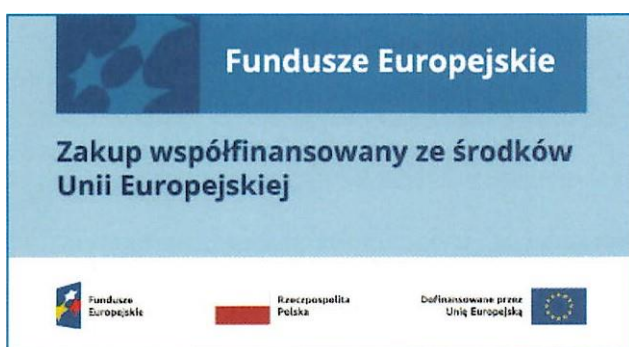 Fundusze Europejskie
Zakup współfinansowany ze środków
Unii Europejskiej
Fundusze
Europejskie
Rzeczpospolita
Polska
Dofinansowane przez
Unię Europejską